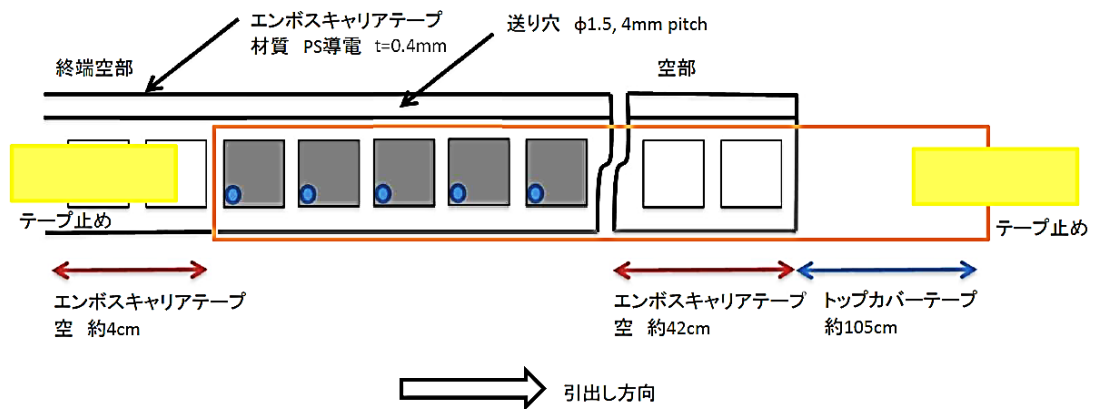 エンボスキャリアテープ
材質 PS導電 t=0.4mm
送り穴 φ1.5, 4mm pitch
終端空部
空部
テープ止め
テープ止め
エンボスキャリアテープ
空 約4cm
エンボスキャリアテープ
空 約42cm
トップカバーテープ
約105cm
引出し方向